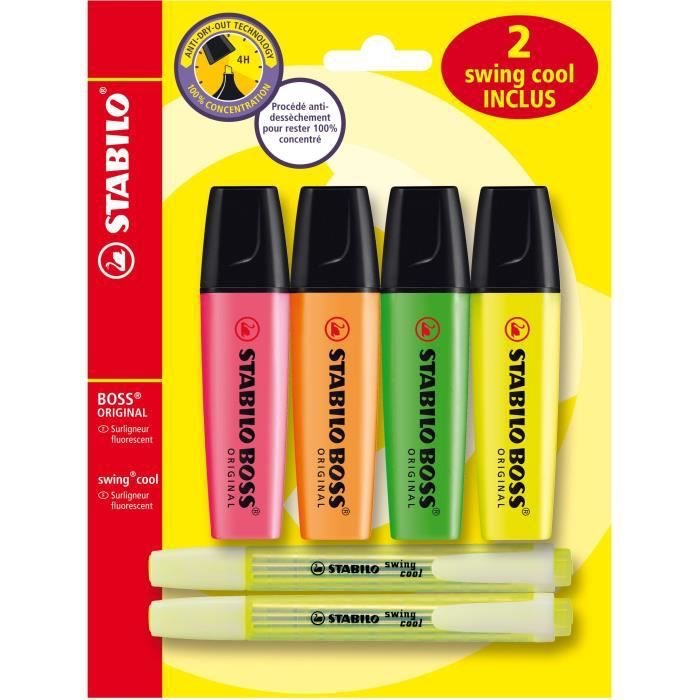 ANTI-DRY-OUT TECHNOLOGY
4H
100% CONCENTRATION
Procédé anti-
dessèchement
pour rester 100%
concentré
2
swing cool
INCLUS
STABILO®
BOSS®
ORIGINAL
F Surligneur
fluorescent
swing® cool
F Surligneur
fluorescent
STABILO BOSS®
ORIGINAL
STABILO BOSS®
ORIGINAL
STABILO BOSS®
ORIGINAL
STABILO BOSS®
ORIGINAL
STABILO swing
cool
STABILO swing
cool